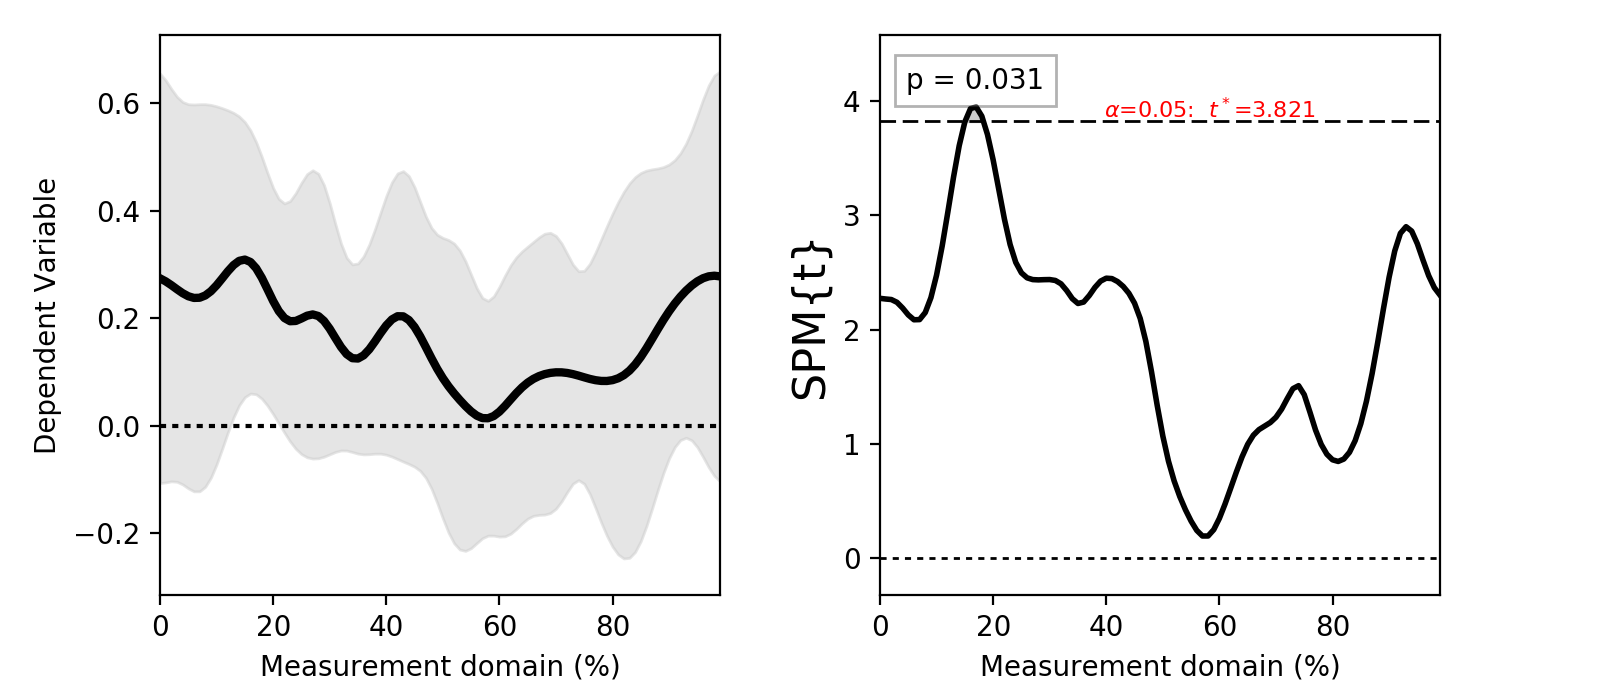 Dependent Variable
0.6
0.4
0.2
0.0
−0.2
0 20 40 60 80
Measurement domain (%)
SPM{t}
4
3
2
1
0
p = 0.031
α=0.05: t*=3.821
0 20 40 60 80
Measurement domain (%)